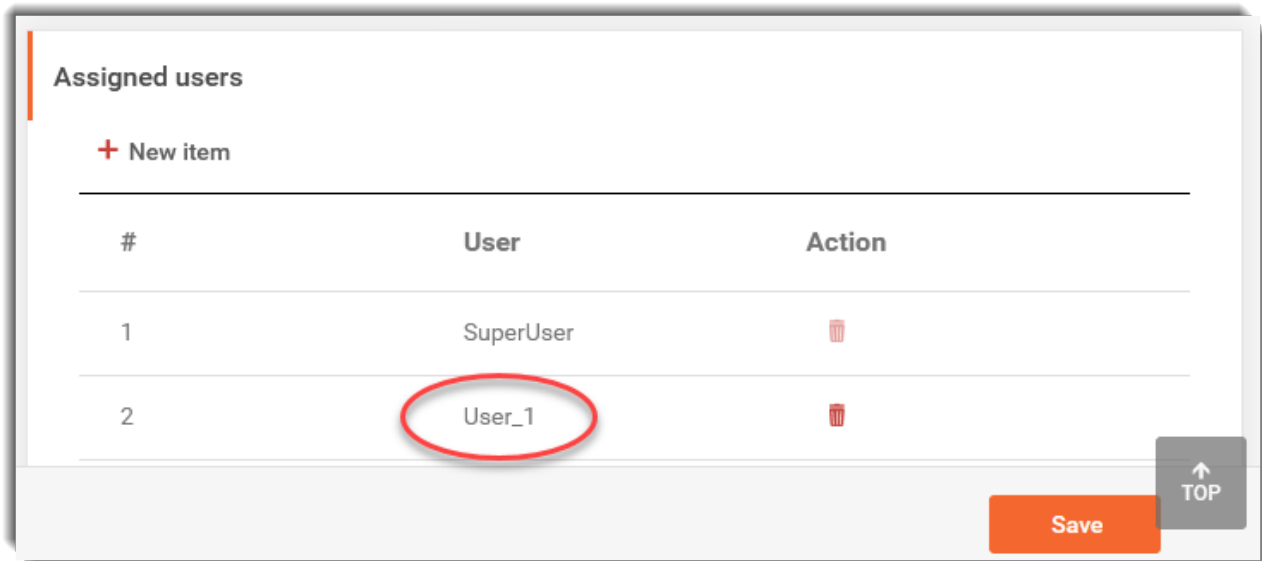 Assigned users
+ New item
# User Action
1 SuperUser
2 User_1
TOP
Save